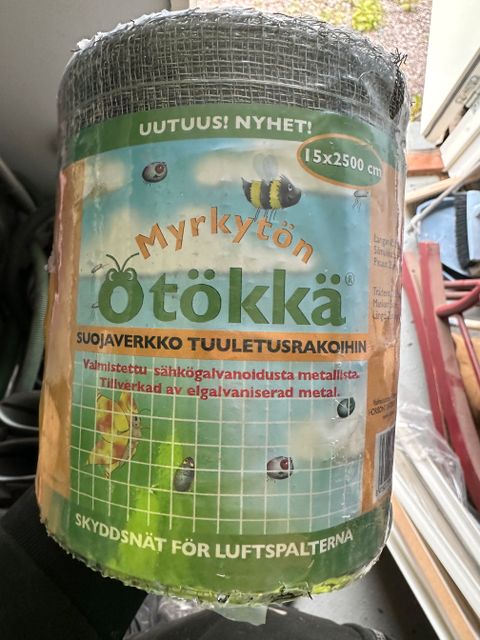 UUTUUS! NYHET!
15x2500 cm
Myrkytön
Ötökkä®
SUOJAVERKKO TUULETUSRAKOIHIN
Valmistettu sähkögalvanoidusta metallista.
Tillverkad av elgalvaniserad metal.
SKYDDSNÄT FÖR LUFTSPALTERNA